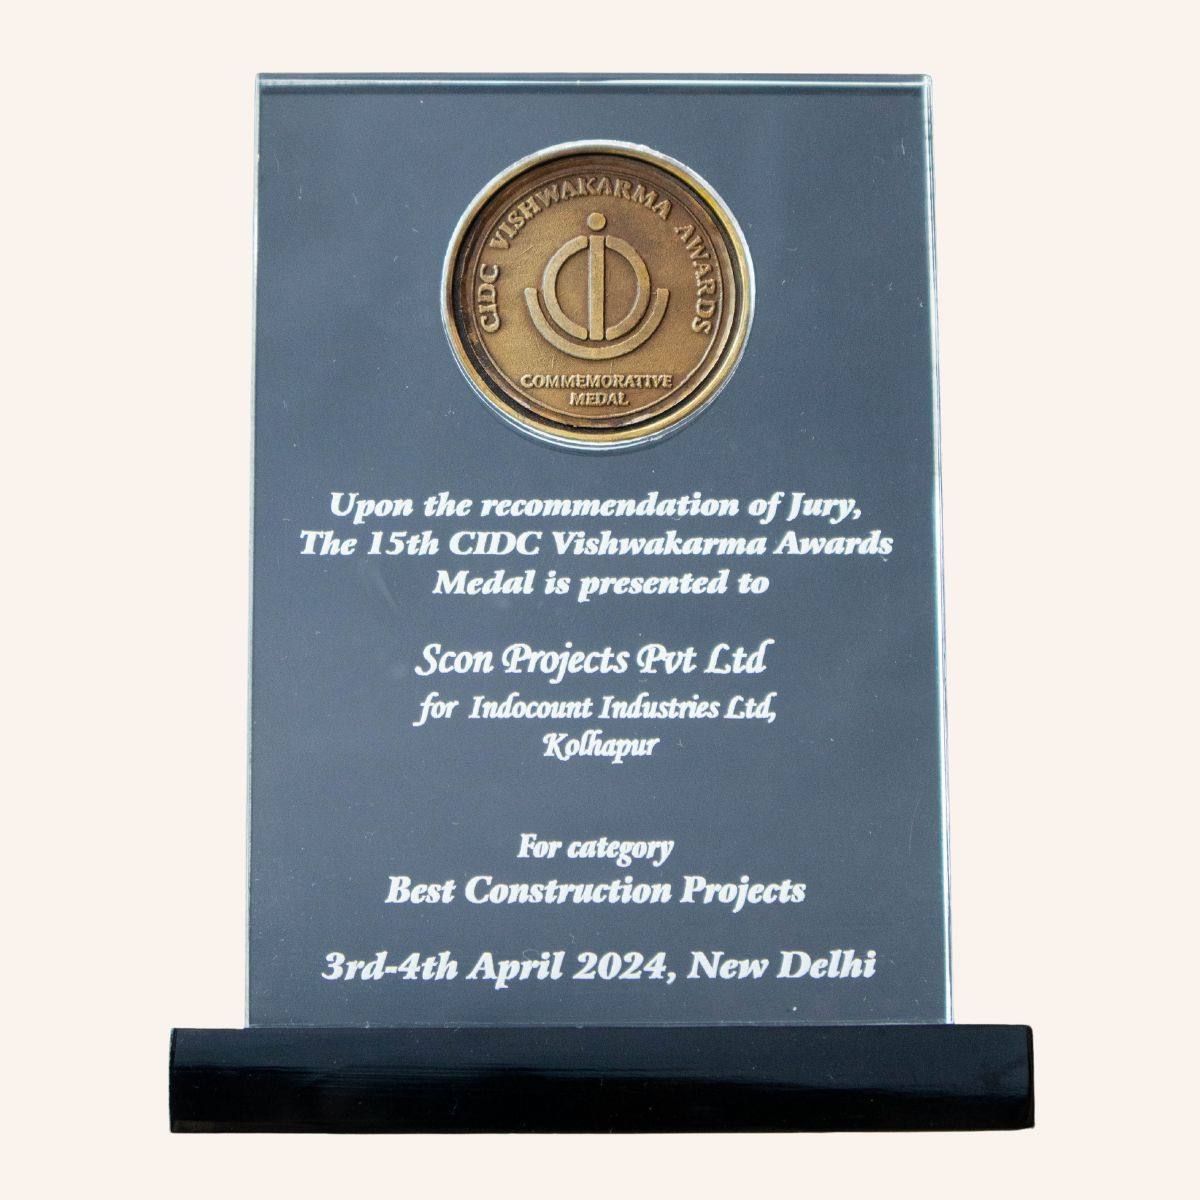 CIDC VISHWAKARMA AWARDS
COMMEMORATIVE
MEDAL
Upon the recommendation of Jury,
The 15th CIDC Vishwakarma Awards
Medal is presented to
Scon Projects Pvt Ltd
for Indocount Industries Ltd,
Kolhapur
For category
Best Construction Projects
3rd-4th April 2024, New Delhi